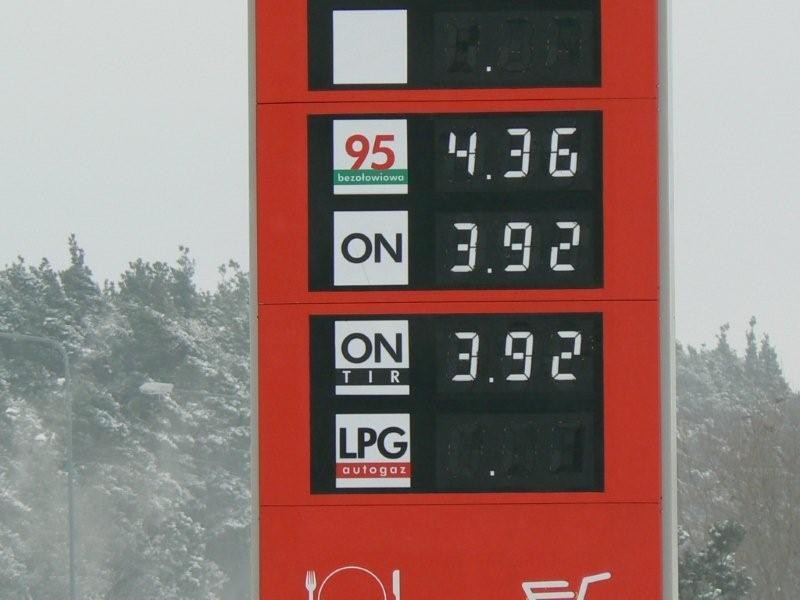 95 4.36
bezołowiowa
ON 3.92
ON 3.92
TIR
LPG .
autogaz